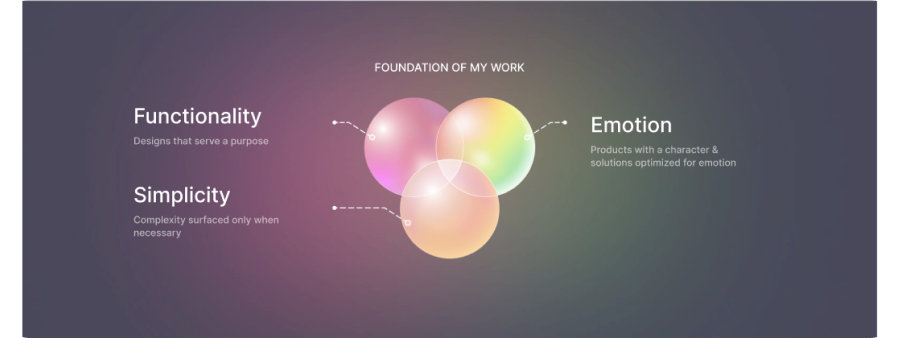 FOUNDATION OF MY WORK
Functionality
Designs that serve a purpose
Simplicity
Complexity surfaced only when
necessary
Emotion
Products with a character &
solutions optimized for emotion